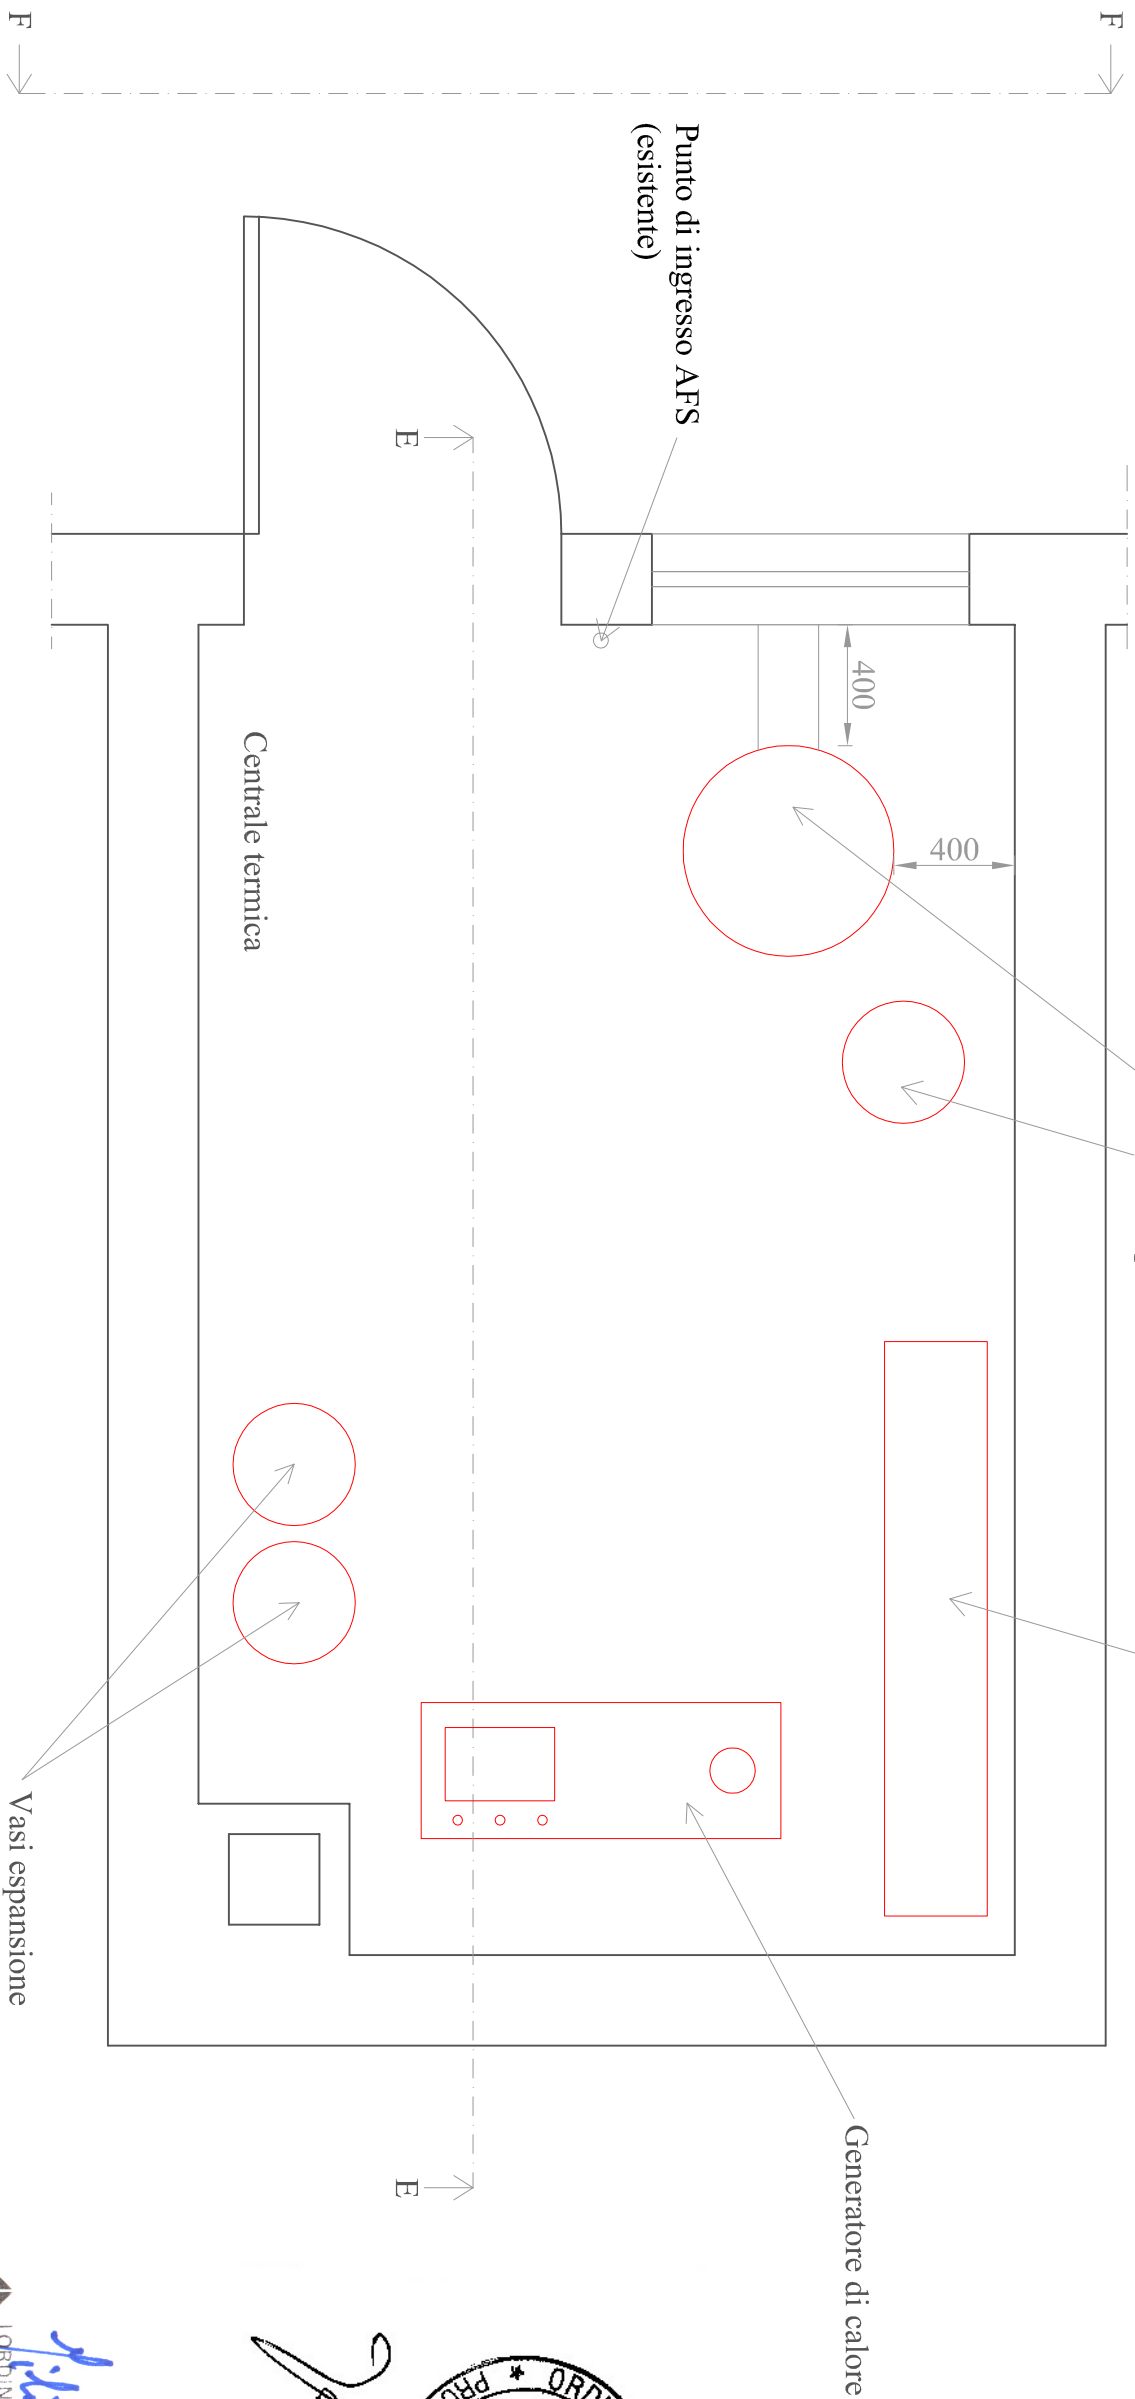 F
F
Punto di ingresso AFS
(esistente)
E
400
400
Centrale termica
Vasi espansione
E
Generatore di calore